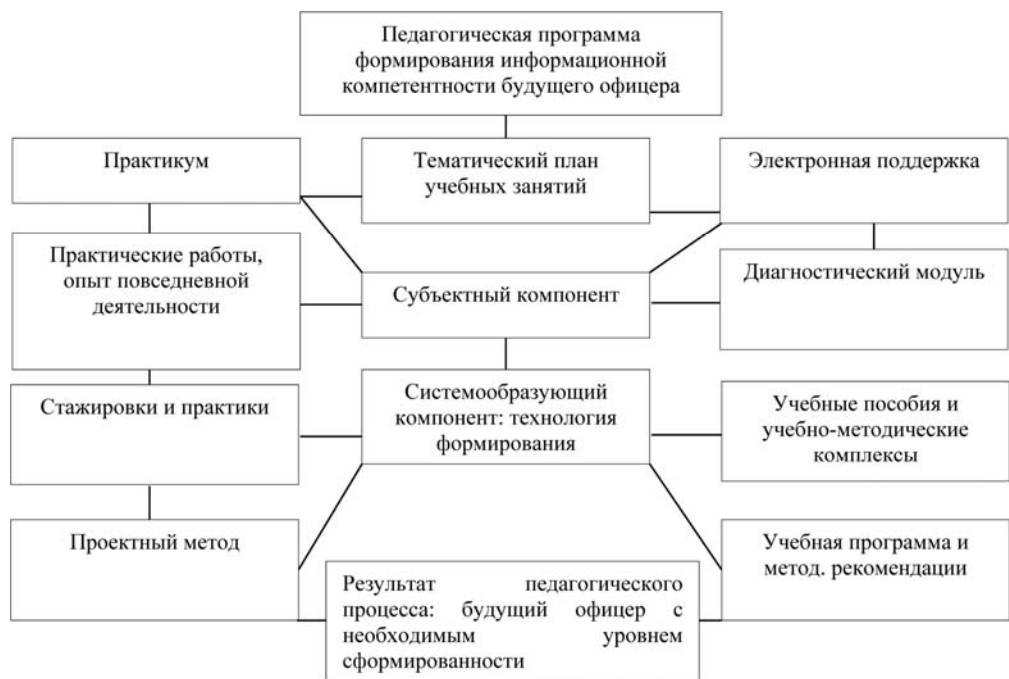 Педагогическая программа
формирования информационной
компетентности будущего офицера
Практикум
Тематический план
учебных занятий
Электронная поддержка
Практические работы,
опыт повседневной
деятельности
Субъектный компонент
Диагностический модуль
Стажировки и практики
Системообразующий
компонент: технология
формирования
Учебные пособия и
учебно-методические
комплексы
Проектный метод
Учебная программа и
метод. рекомендации
Результат педагогического
процесса: будущий офицер с
необходимым уровнем
сформированности